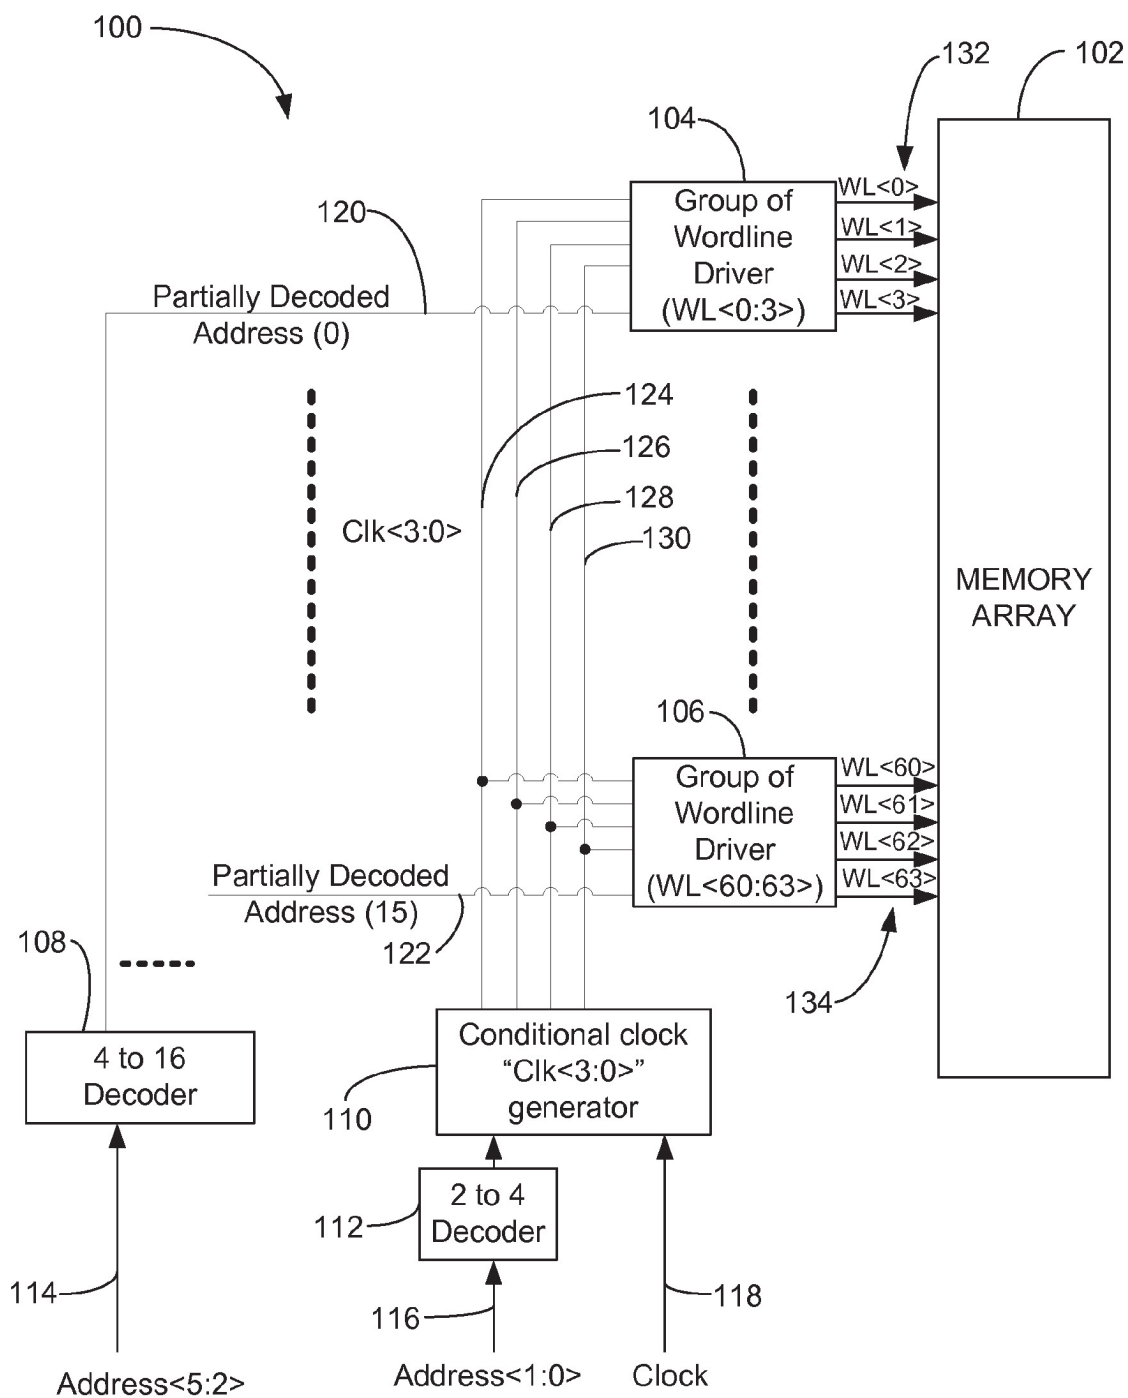 100
132
102
104
WL<0>
Group of
Wordline
Driver
(WL<0:3>)
WL<1>
WL<2>
WL<3>
120
Partially Decoded
Address (0)
124
126
128
Clk<3:0>
130
MEMORY
ARRAY
106
WL<60>
Group of
Wordline
Driver
(WL<60:63>)
WL<61>
WL<62>
WL<63>
Partially Decoded
Address (15)
122
108
134
4 to 16
Decoder
Conditional clock
“Clk<3:0>”
generator
110
2 to 4
Decoder
112
114
116
118
Address<5:2>
Address<1:0>
Clock